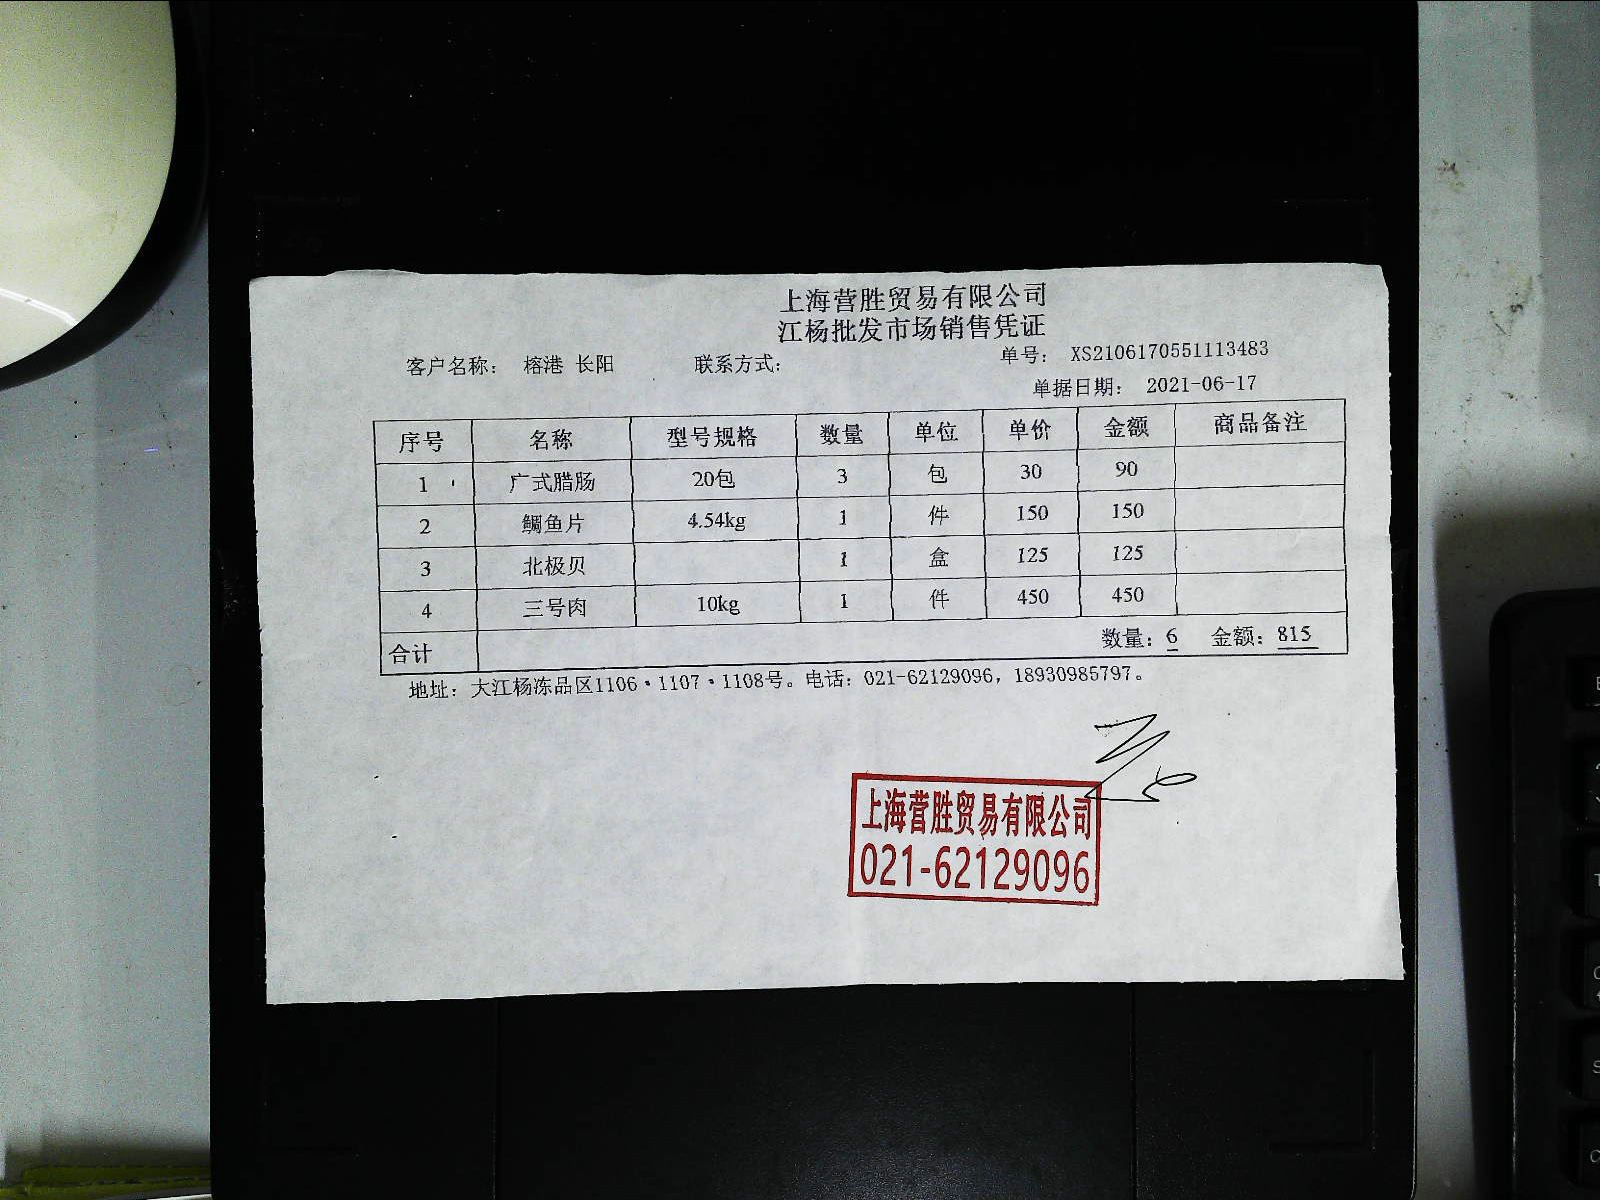 上海营胜贸易有限公司
江杨批发市场销售凭证
客户名称： 榕港 长阳 联系方式： 单号： XS2106170551113483
单据日期： 2021-06-17
序号 名称 型号规格 数量 单位 单价 金额 商品备注
1 广式腊肠 20包 3 包 30 90
2 鲷鱼片 4.54kg 1 件 150 150
3 北极贝 1 盒 125 125
4 三号肉 10kg 1 件 450 450
合计 数量：6 金额：815
地址：大江杨冻品区1106·1107·1108号。电话：021-62129096，18930985797。
上海营胜贸易有限公司
021-62129096